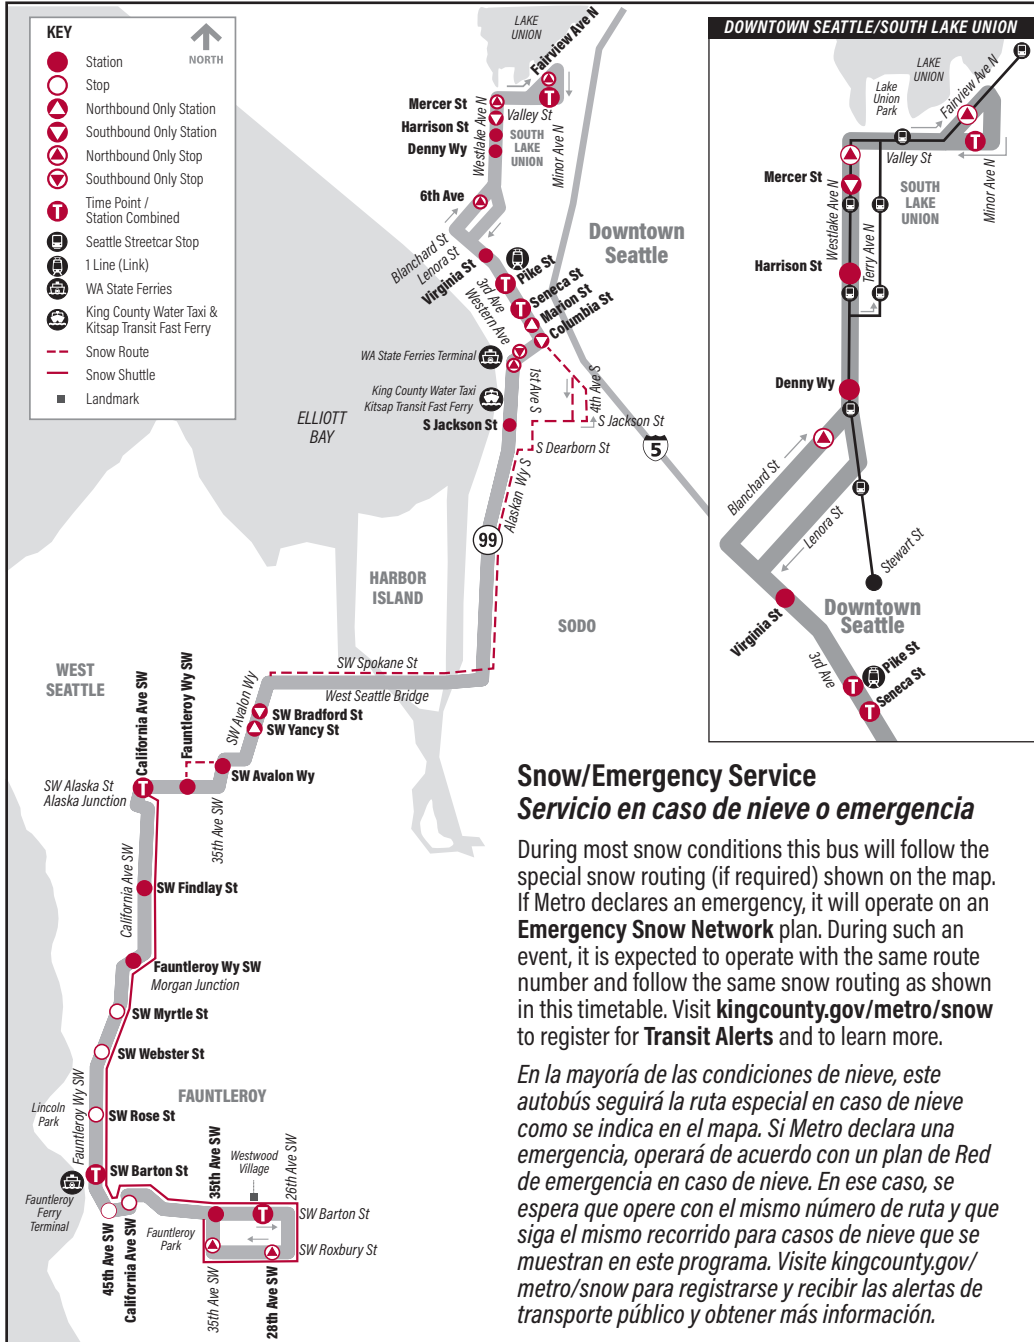 KEY
NORTH
Station
Stop
Northbound Only Station
Southbound Only Station
Northbound Only Stop
Southbound Only Stop
T
Time Point /
Station Combined
Seattle Streetcar Stop
1 Line (Link)
WA State Ferries
King County Water Taxi &
Kitsap Transit Fast Ferry
Snow Route
Snow Shuttle
Landmark
LAKE
UNION
Fairview Ave N
Mercer St
T
Valley St
Harrison St
SOUTH
LAKE
UNION
Denny Wy
Westlake Ave N
Minor Ave N
6th Ave
Blanchard St
Lenora St
Downtown
Seattle
Virginia St
T
Pike St
3rd Ave
T
Seneca St
Western Ave
Marion St
Columbia St
WA State Ferries Terminal
King County Water Taxi
Kitsap Transit Fast Ferry
1st Ave S
4th Ave S
ELLIOTT
BAY
S Jackson St
S Jackson St
S Dearborn St
5
Alaskan Wy S
99
HARBOR
ISLAND
SODO
SW Spokane St
West Seattle Bridge
WEST
SEATTLE
California Ave SW
Fauntleroy Wy SW
SW Avalon Wy
SW Bradford St
SW Yancy St
SW Avalon Wy
SW Alaska St
Alaska Junction
T
35th Ave SW
California Ave SW
SW Findlay St
Fauntleroy Wy SW
Morgan Junction
SW Myrtle St
SW Webster St
Fauntleroy Wy SW
FAUNTLEROY
Lincoln
Park
SW Rose St
T
SW Barton St
Fauntleroy
Ferry
Terminal
45th Ave SW
California Ave SW
35th Ave SW
Westwood
Village
26th Ave SW
T
SW Barton St
Fauntleroy
Park
SW Roxbury St
35th Ave SW
28th Ave SW
DOWNTOWN SEATTLE/SOUTH LAKE UNION
LAKE
UNION
Lake
Union
Park
Fairview Ave N
T
Valley St
Mercer St
SOUTH
LAKE
UNION
Minor Ave N
Westlake Ave N
Terry Ave N
Harrison St
Denny Wy
Blanchard St
Lenora St
Stewart St
Downtown
Seattle
Virginia St
3rd Ave
T
Pike St
T
Seneca St
Snow/Emergency Service
Servicio en caso de nieve o emergencia
During most snow conditions this bus will follow the
special snow routing (if required) shown on the map.
If Metro declares an emergency, it will operate on an
Emergency Snow Network plan. During such an
event, it is expected to operate with the same route
number and follow the same snow routing as shown
in this timetable. Visit kingcounty.gov/metro/snow
to register for Transit Alerts and to learn more.
En la mayoría de las condiciones de nieve, este
autobús seguirá la ruta especial en caso de nieve
como se indica en el mapa. Si Metro declara una
emergencia, operará de acuerdo con un plan de Red
de emergencia en caso de nieve. En ese caso, se
espera que opere con el mismo número de ruta y que
siga el mismo recorrido para casos de nieve que se
muestran en este programa. Visite kingcounty.gov/
metro/snow para registrarse y recibir las alertas de
transporte público y obtener más información.